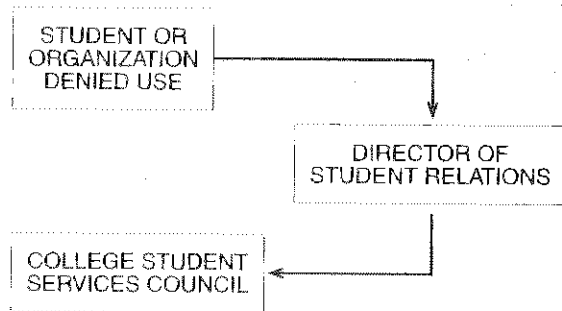 STUDENT OR
ORGANIZATION
DENIED USE
DIRECTOR OF
STUDENT RELATIONS
COLLEGE STUDENT
SERVICES COUNCIL